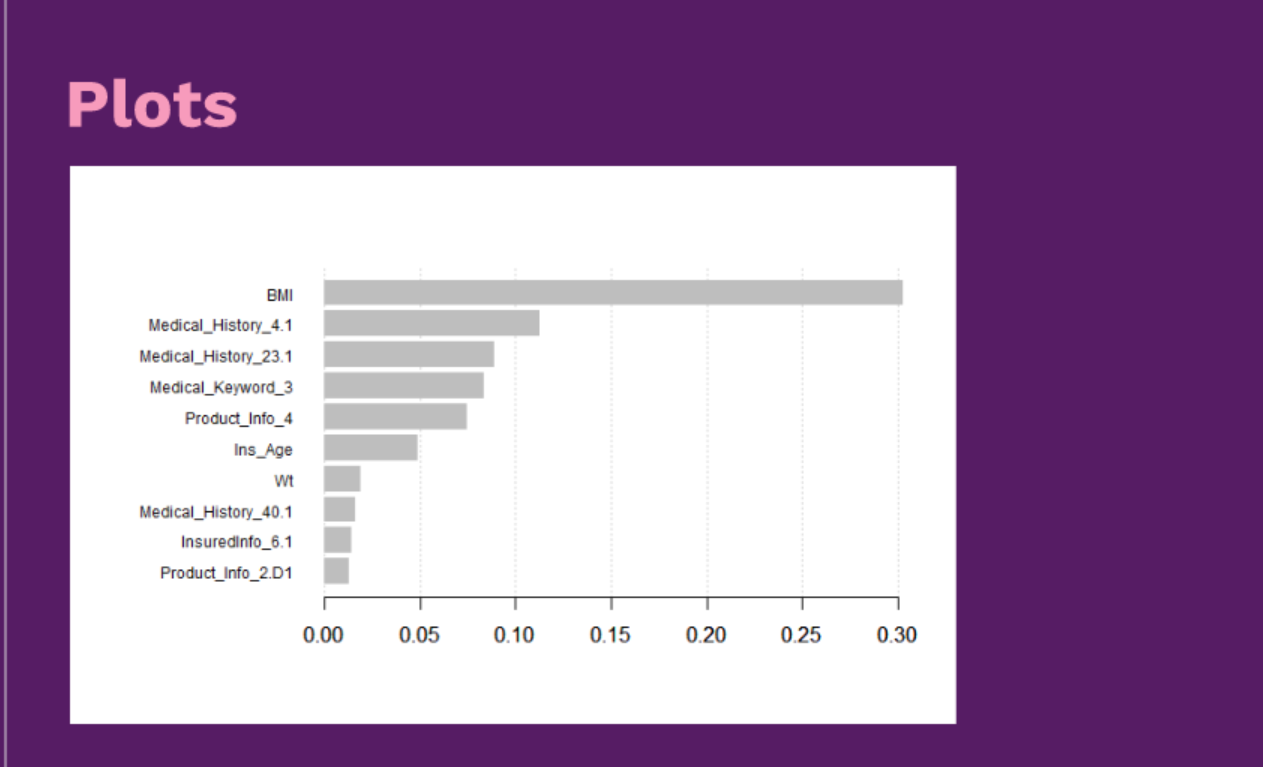 Plots
BMI
Medical_History_4.1
Medical_History_23.1
Medical_Keyword_3
Product_Info_4
Ins_Age
Wt
Medical_History_40.1
InsuredInfo_6.1
Product_Info_2.D1
0.00 0.05 0.10 0.15 0.20 0.25 0.30